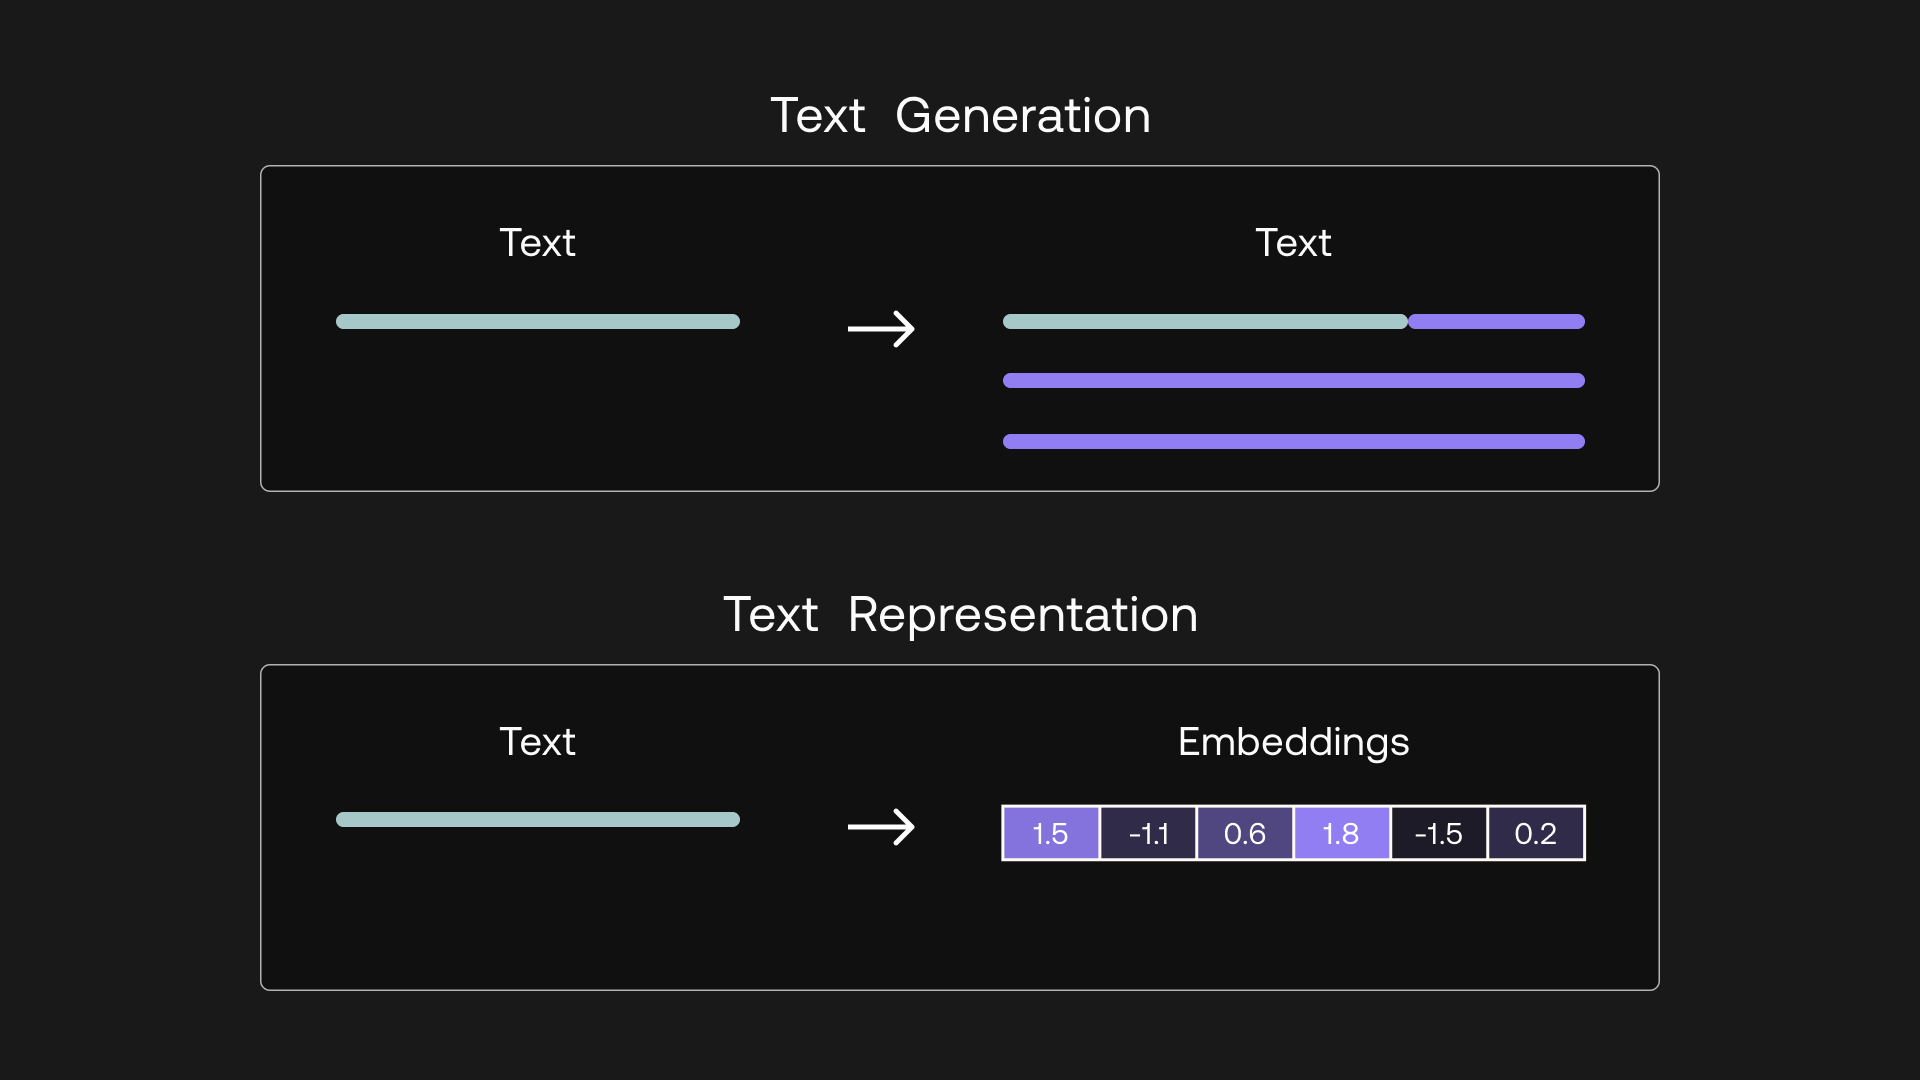 Text Generation
Text Text
Text Representation
Text Embeddings
1.5 -1.1 0.6 1.8 -1.5 0.2